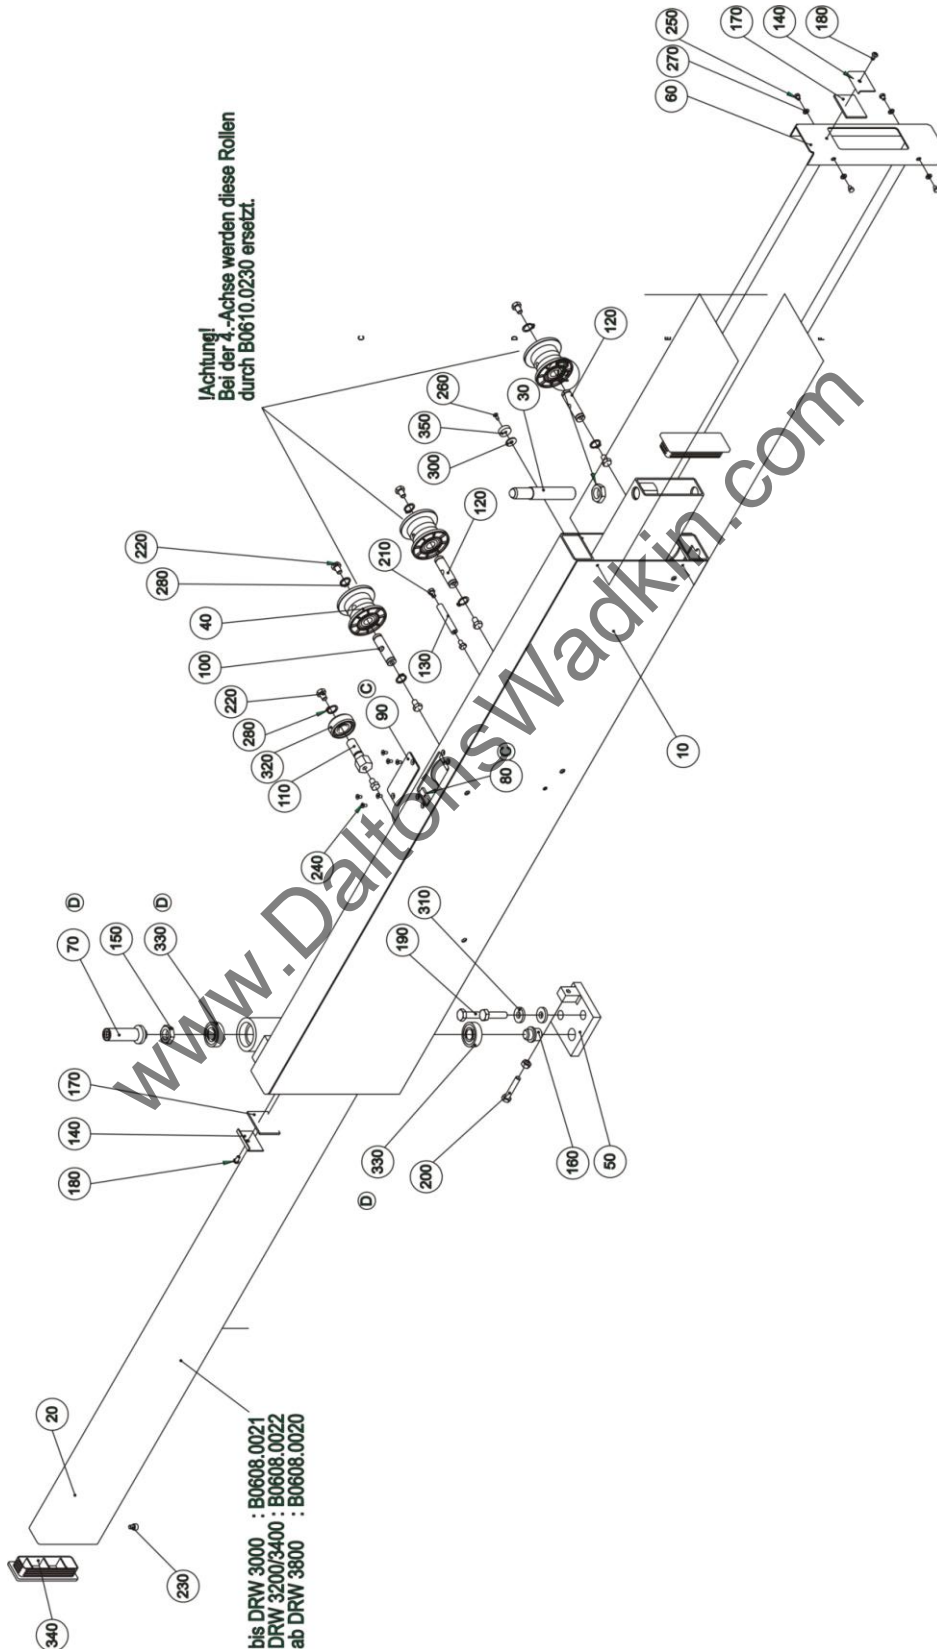 250
170
140
180
270
60
!Achtung!
Bei der 4.-Achse werden diese Rollen
durch B0610.0230 ersetzt.
C
D
E
F
120
30
260
350
300
120
210
130
220
280
40
100
220
280
320
110
C
90
80
C
240
10
310
190
D
70
150
D
330
170
140
180
330
200
D
160
50
20
230
340
bis DRW 3000 : B0608.0021
DRW 3200/3400 : B0608.0022
ab DRW 3800 : B0608.0020
www.DaltonsWadkin.com